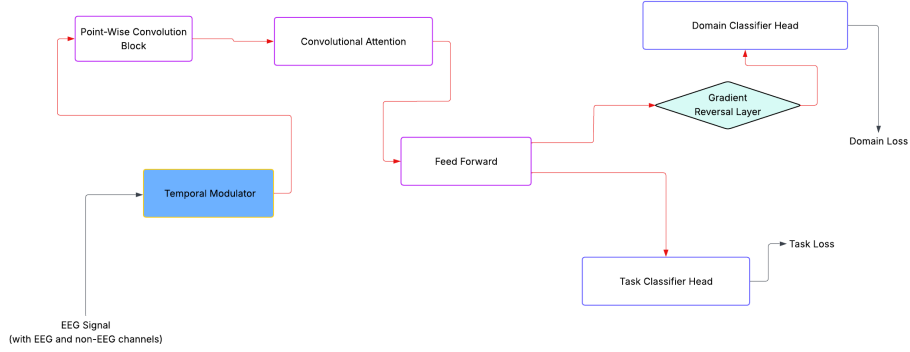 Domain Classifier Head
Point-Wise Convolution
Block
Convolutional Attention
Gradient
Reversal Layer
Domain Loss
Feed Forward
Temporal Modulator
Task Loss
Task Classifier Head
EEG Signal
(with EEG and non-EEG channels)